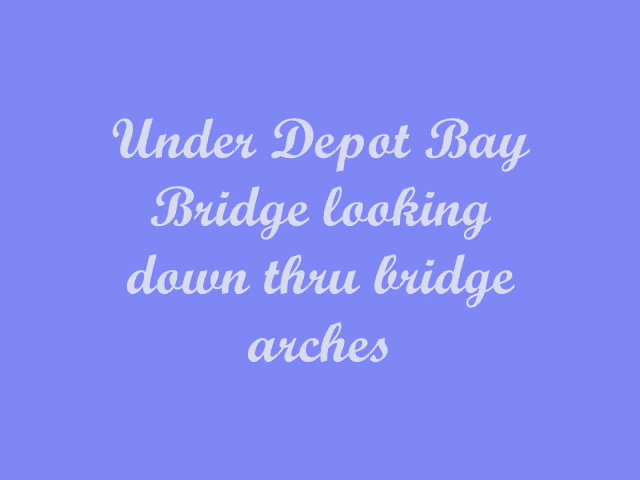 Under Depot Bay
Bridge looking
down thru bridge
arches